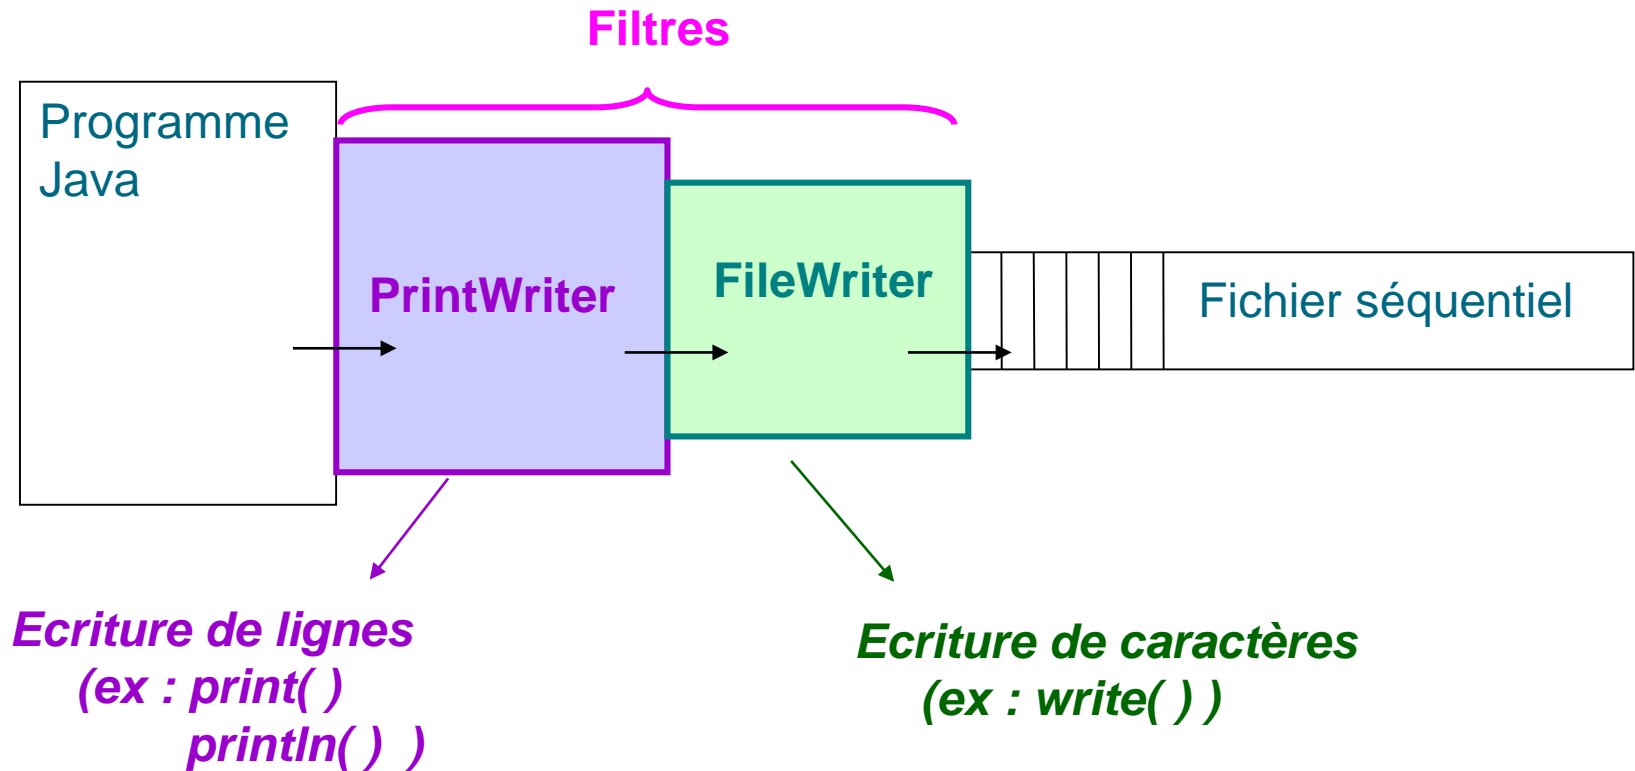 Filtres
Programme
Java
PrintWriter
FileWriter
Fichier séquentiel
Ecriture de lignes
(ex : print( )
println( ) )
Ecriture de caractères
(ex : write( ) )